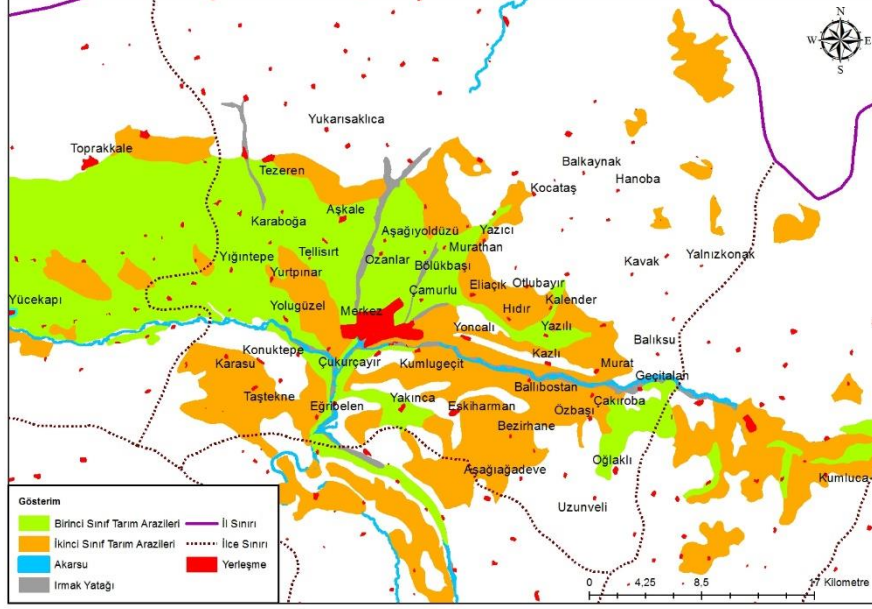 N
W E
S
Yukarısaklıca
Toprakkale
Tezeren
Balkaynak
Hanoba
Kocataş
Aşkale
Karaboğa
Aşağıyoldüzü
Yazıcı
Murathan
Tellisırt
Ozanlar
Yığıntepe
Bölükbaşı
Kavak
Yalnızkonak
Yurtpınar
Eliaçık
Otlubayır
Çamurlu
Kalender
Yücekapı
Yolugüzel
Merkez
Hıdır
Yoncalı
Yazılı
Balıksu
Konuktepe
Karasu
Çukurçayır
Kumlugeçit
Kazlı
Murat
Geçitalan
Ballıbostan
Taştekne
Yakınca
Eğribelen
Eskiharman
Çakıroba
Özbaşı
Bezirhane
Oğlaklı
Aşağıağadeve
Kumluca
Uzunveli
Gösterim
Birinci Sınıf Tarım Arazileri
İl Sınırı
İkinci Sınıf Tarım Arazileri
İlce Sınırı
Akarsu
Yerleşme
Irmak Yatağı
0 4,25 8,5 17 Kilometre